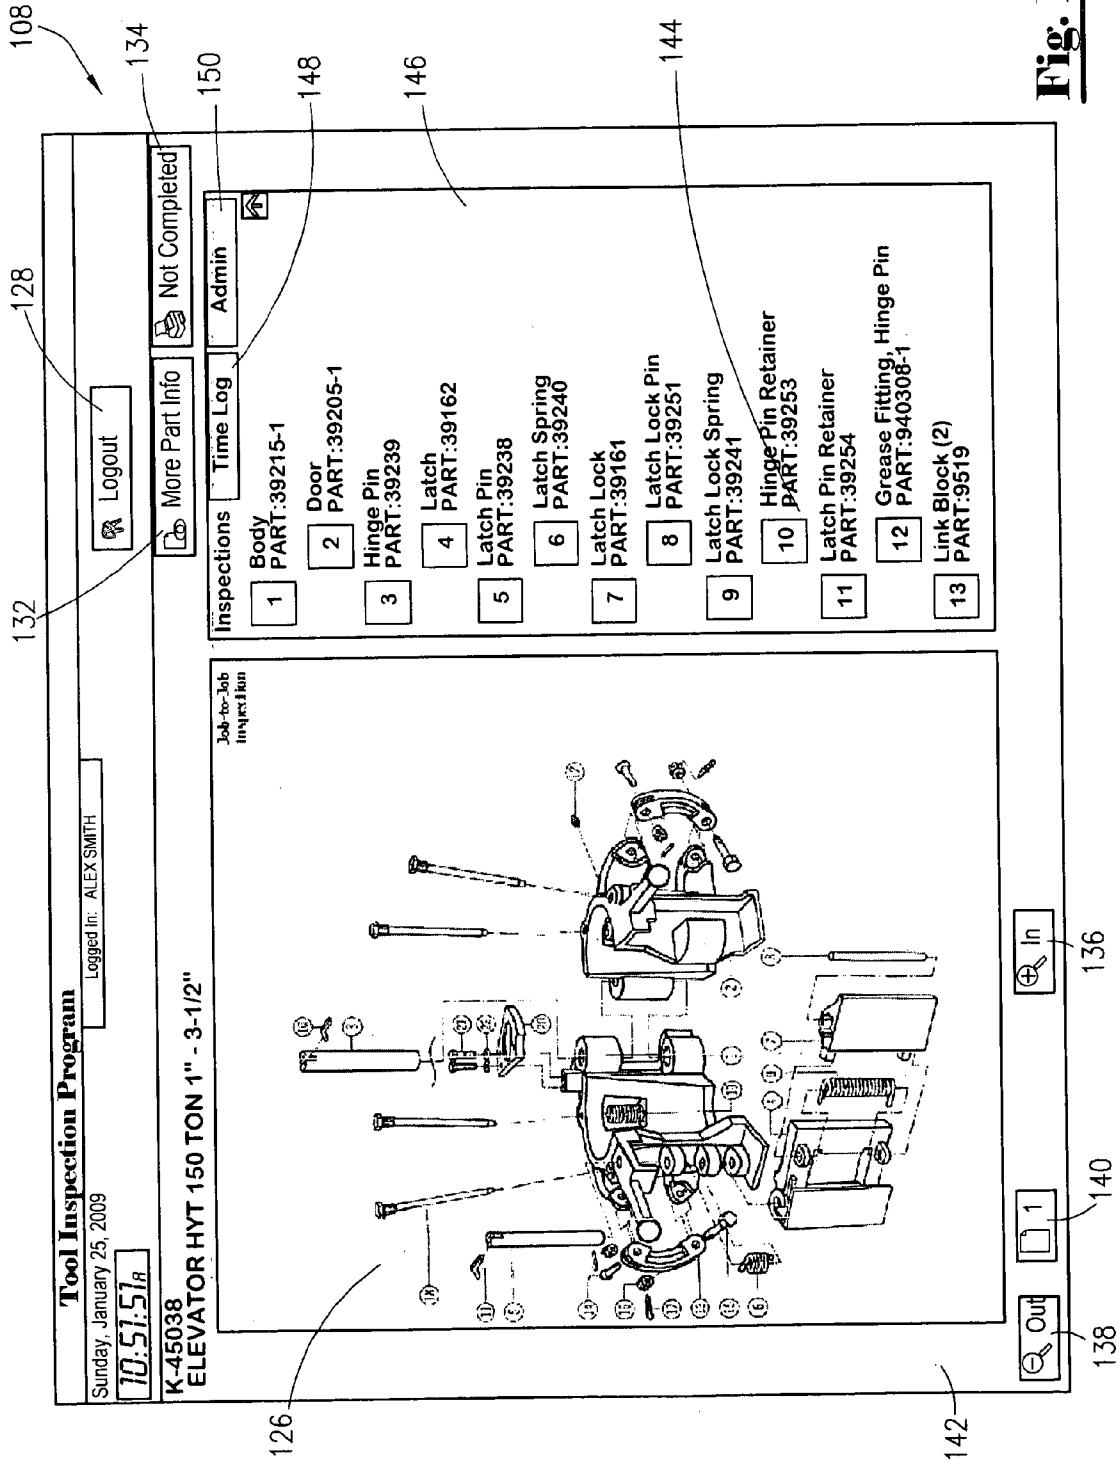 108
Tool Inspection Program
Sunday, January 25, 2009
Logged In: ALEX SMITH
10:51:51A
Logout
128
132
134
K-45038
ELEVATOR HYT 150 TON 1" - 3-1/2"
More Part Info
Not Completed
Job-to-Job
Inspection
Inspections
Time Log
Admin
150
148
146
144
1
Body
PART:39215-1
2
Door
PART:39205-1
3
Hinge Pin
PART:39239
4
Latch
PART:39162
5
Latch Pin
PART:39238
6
Latch Spring
PART:39240
7
Latch Lock
PART:39161
8
Latch Lock Pin
PART:39251
9
Latch Lock Spring
PART:39241
10
Hinge Pin Retainer
PART:39253
11
Latch Pin Retainer
PART:39254
12
Grease Fitting, Hinge Pin
PART:940308-1
13
Link Block (2)
PART:9519
126
142
Out
1
In
138
140
136
Fig.